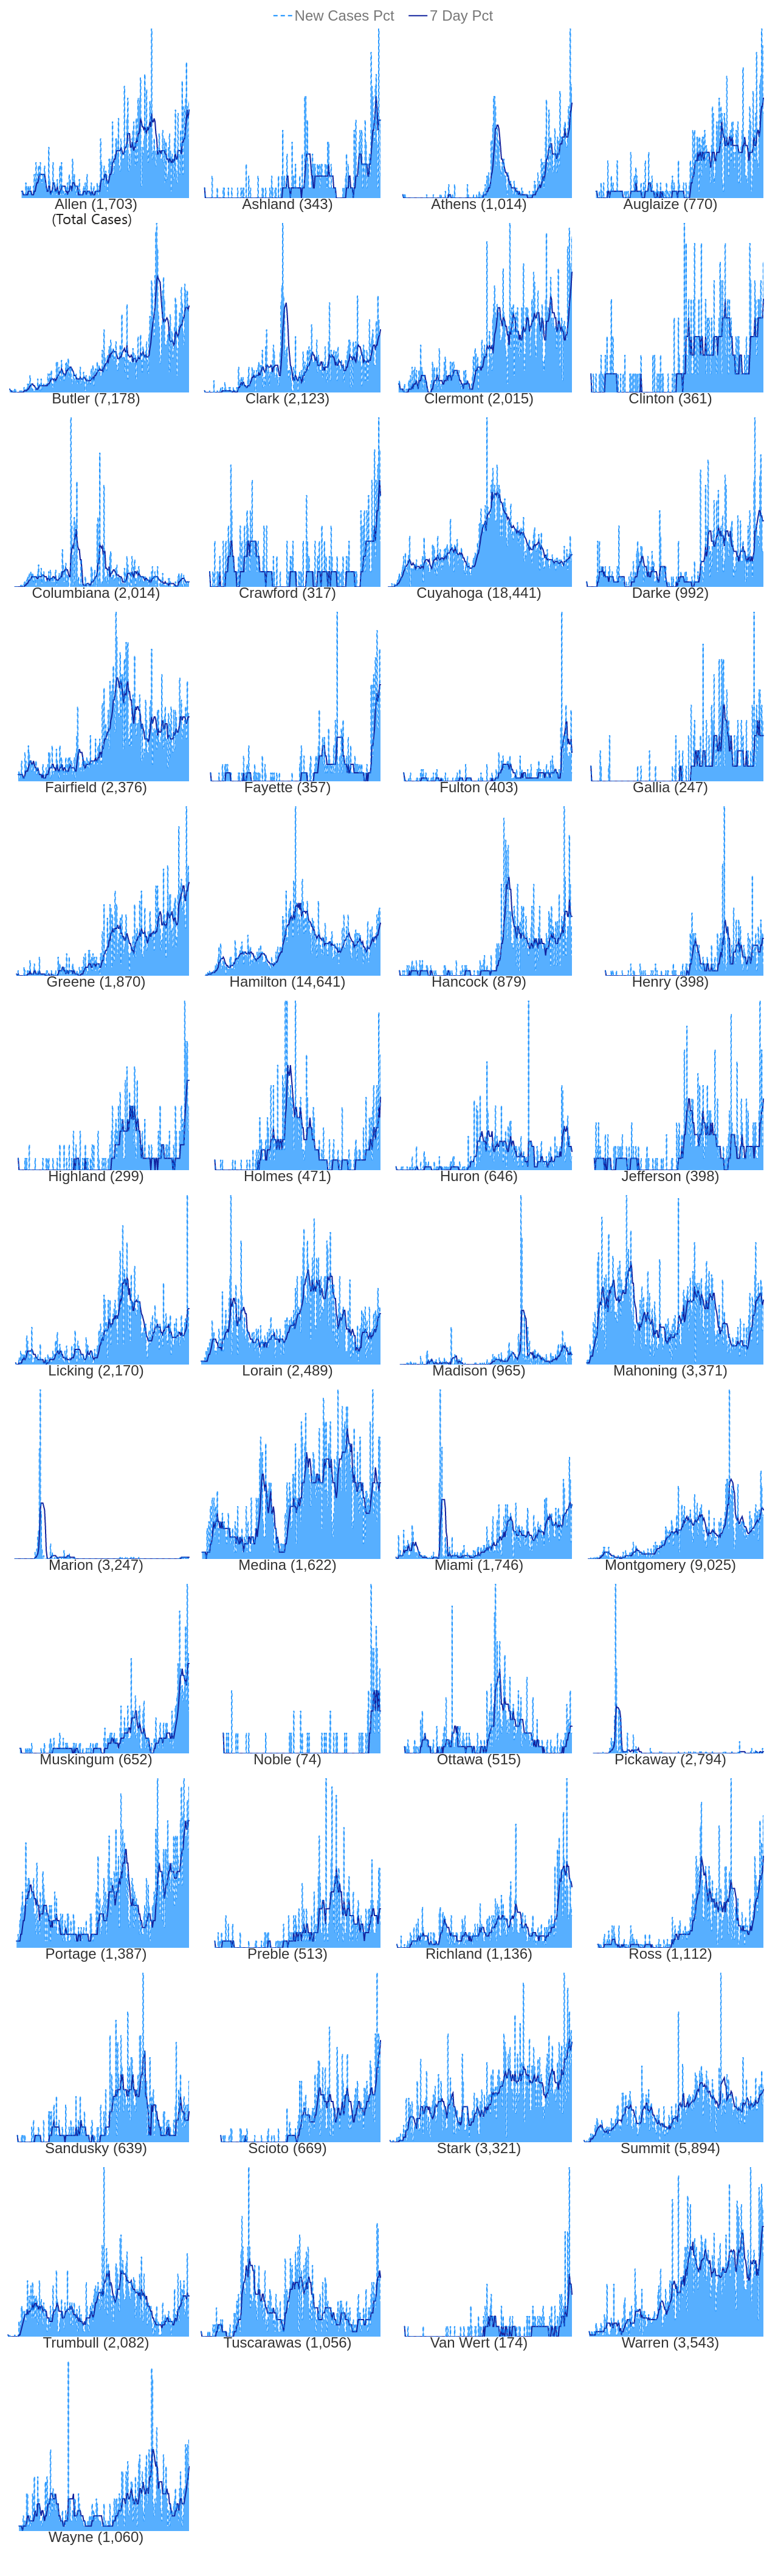 New Cases Pct 7 Day Pct
Allen (1,703) Ashland (343) Athens (1,014) Auglaize (770)
(Total Cases)
Butler (7,178) Clark (2,123) Clermont (2,015) Clinton (361)
Columbiana (2,014) Crawford (317) Cuyahoga (18,441) Darke (992)
Fairfield (2,376) Fayette (357) Fulton (403) Gallia (247)
Greene (1,870) Hamilton (14,641) Hancock (879) Henry (398)
Highland (299) Holmes (471) Huron (646) Jefferson (398)
Licking (2,170) Lorain (2,489) Madison (965) Mahoning (3,371)
Marion (3,247) Medina (1,622) Miami (1,746) Montgomery (9,025)
Muskingum (652) Noble (74) Ottawa (515) Pickaway (2,794)
Portage (1,387) Preble (513) Richland (1,136) Ross (1,112)
Sandusky (639) Scioto (669) Stark (3,321) Summit (5,894)
Trumbull (2,082) Tuscarawas (1,056) Van Wert (174) Warren (3,543)
Wayne (1,060)